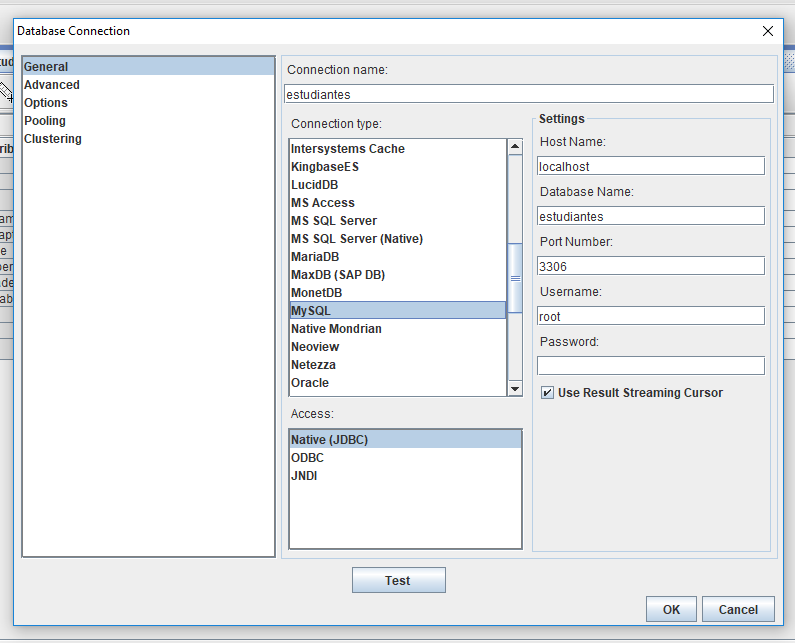 Database Connection
General
Advanced
Options
Pooling
Clustering
Connection name:
estudiantes
Connection type:
Intersystems Cache
KingbaseES
LucidDB
MS Access
MS SQL Server
MS SQL Server (Native)
MariaDB
MaxDB (SAP DB)
MonetDB
MySQL
Native Mondrian
Neoview
Netezza
Oracle
Access:
Native (JDBC)
ODBC
JNDI
Settings
Host Name:
localhost
Database Name:
estudiantes
Port Number:
3306
Username:
root
Password:
Use Result Streaming Cursor
Test
OK
Cancel